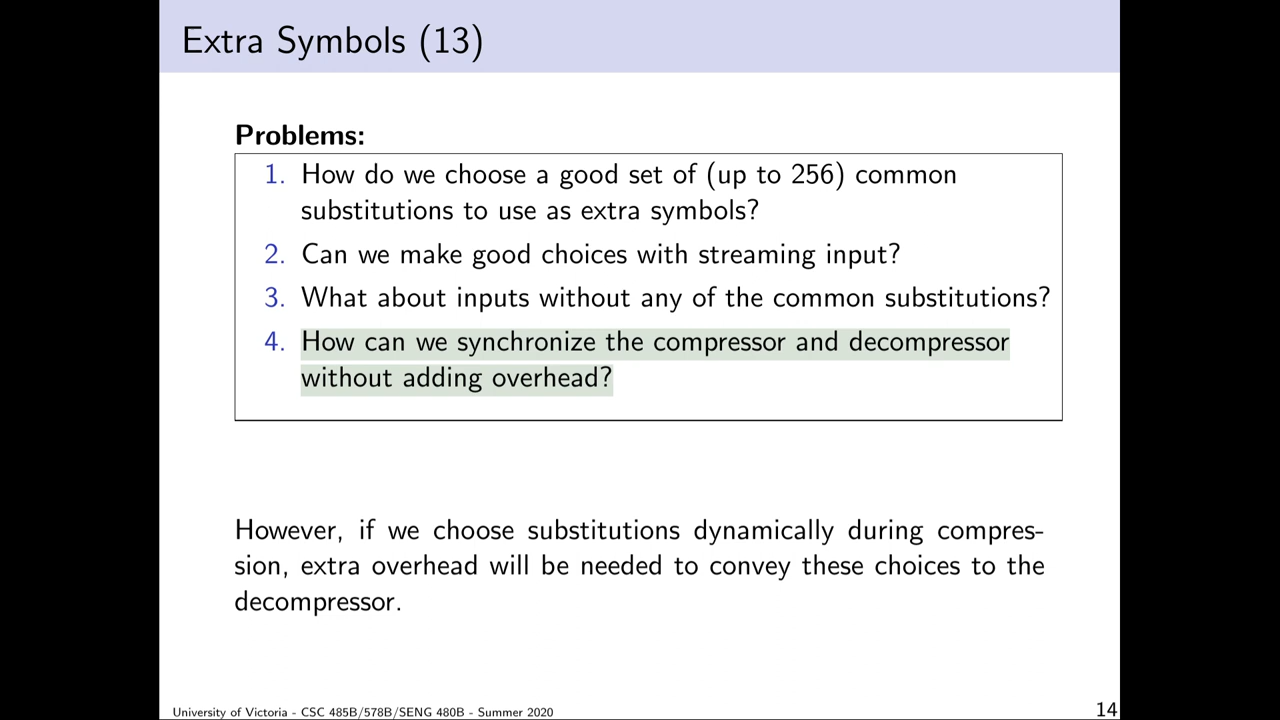 Extra Symbols (13)
Problems:
1. How do we choose a good set of (up to 256) common
substitutions to use as extra symbols?
2. Can we make good choices with streaming input?
3. What about inputs without any of the common substitutions?
4. How can we synchronize the compressor and decompressor
without adding overhead?
However, if we choose substitutions dynamically during compres-
sion, extra overhead will be needed to convey these choices to the
decompressor.
University of Victoria - CSC 485B/578B/SENG 480B - Summer 2020
14